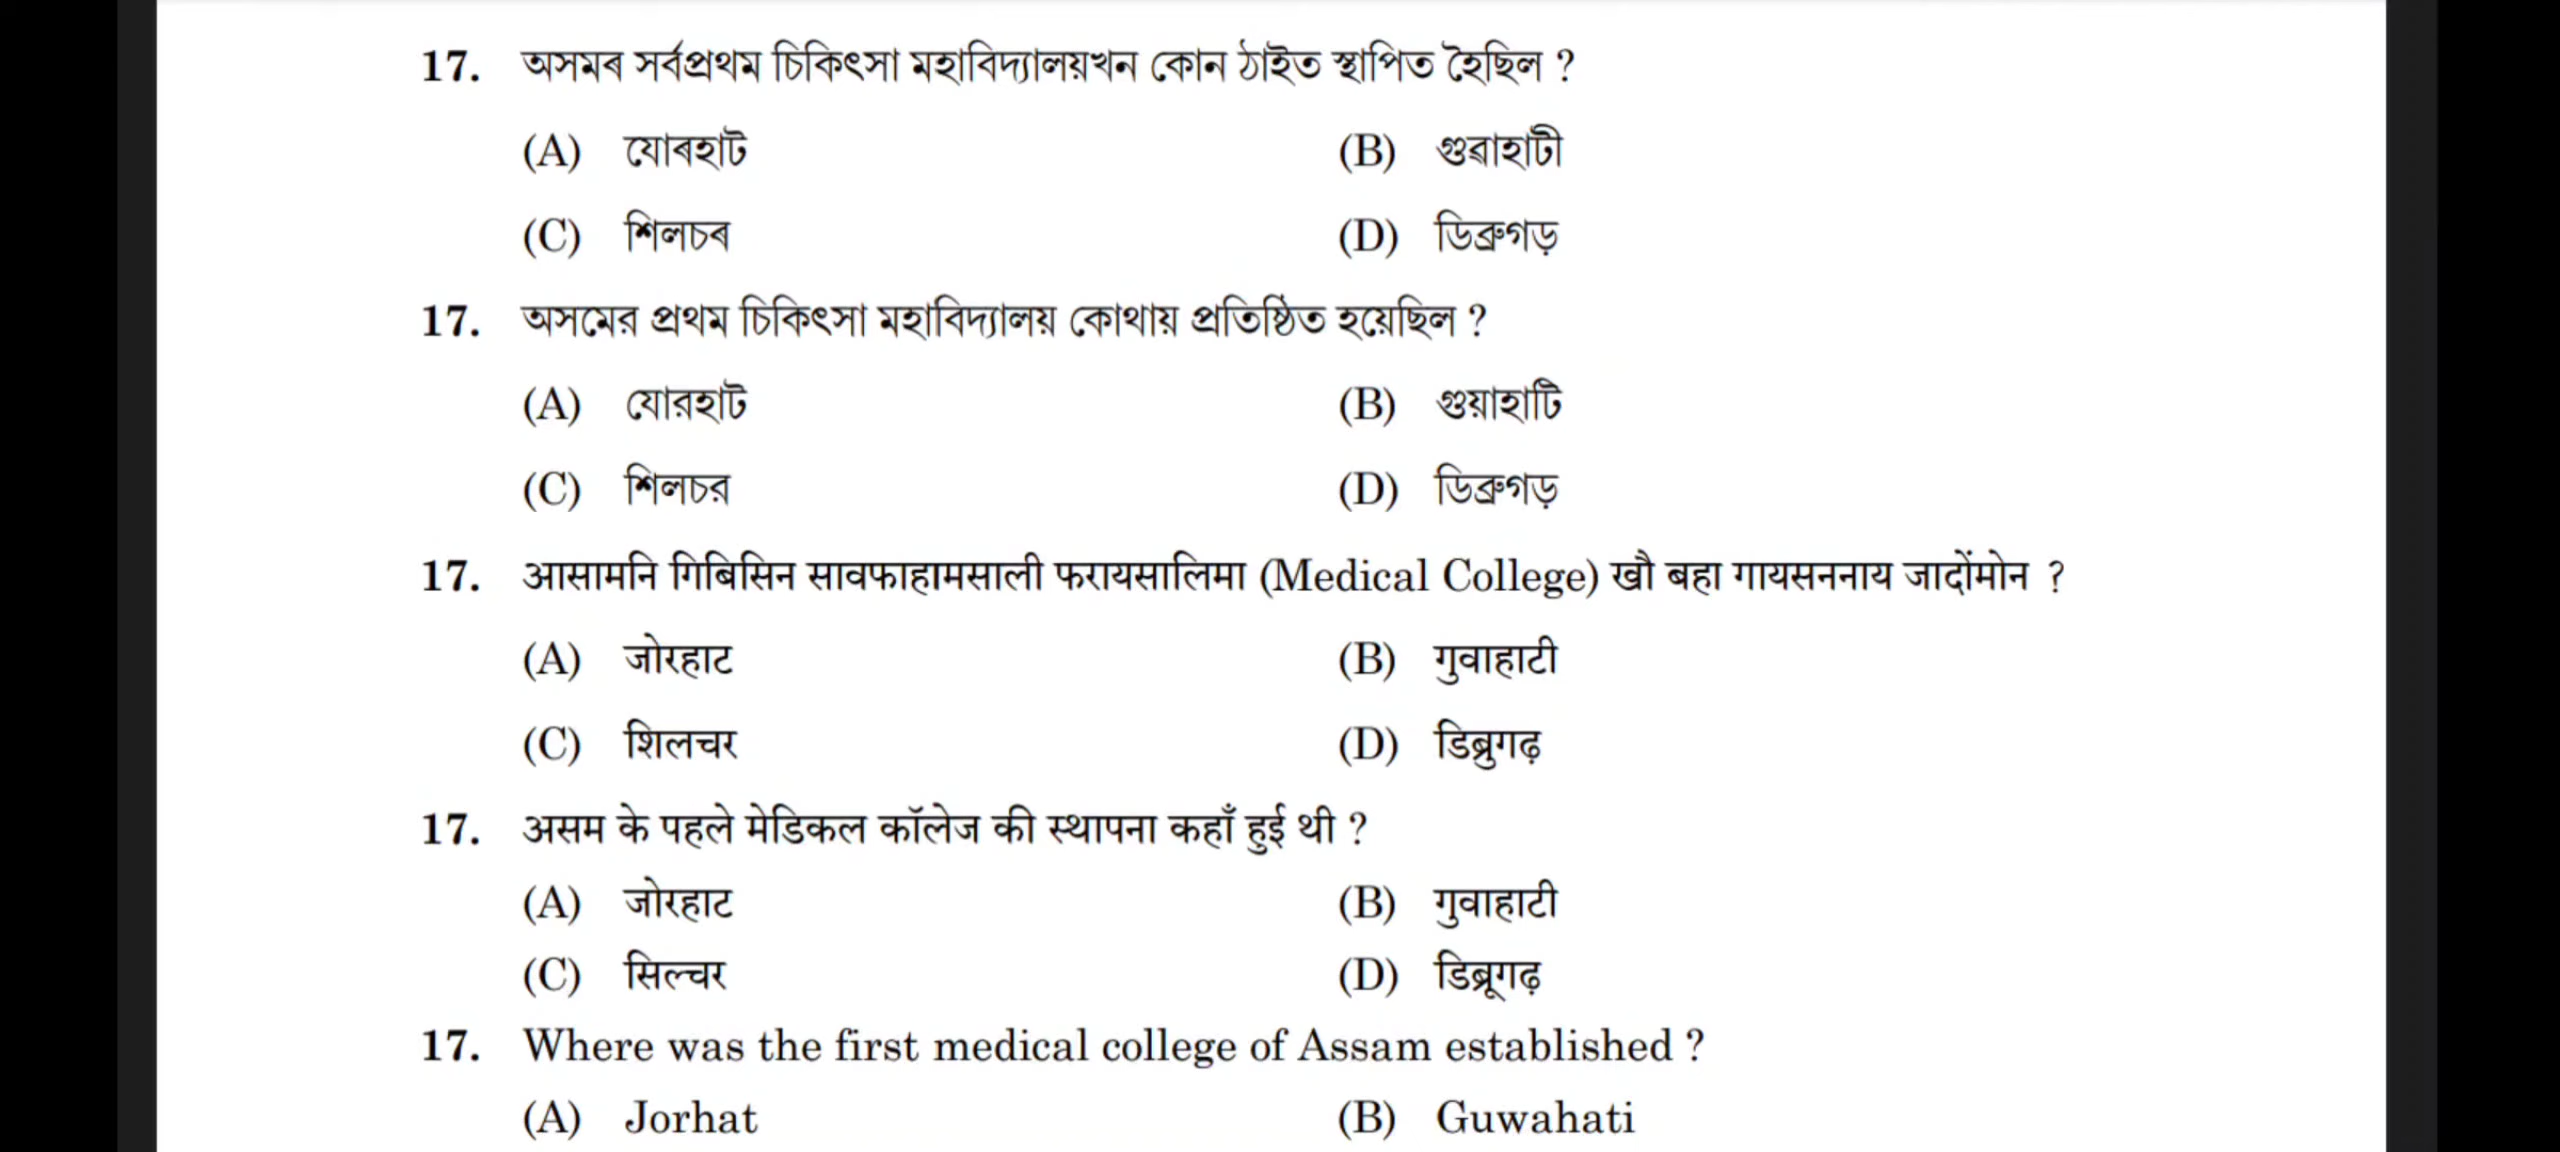 17. অসমৰ সৰ্বপ্ৰথম চিকিৎসা মহাবিদ্যালয়খন কোন ঠাইত স্থাপিত হৈছিল ?
(A) যোৰহাট (B) গুৱাহাটী
(C) শিলচৰ (D) ডিব্ৰুগড়
17. অসমের প্রথম চিকিৎসা মহাবিদ্যালয় কোথায় প্রতিষ্ঠিত হয়েছিল ?
(A) যোরহাট (B) গুয়াহাটি
(C) শিলচর (D) ডিব্রুগড়
17. आसामनि गिबिसिन सावफाहामसाली फरायसालिमा (Medical College) खौ बहा गायसननाय जादोंमोन ?
(A) जोरहाट (B) गुवाहाटी
(C) शिलचर (D) डिब्रुगढ़
17. असम के पहले मेडिकल कॉलेज की स्थापना कहाँ हुई थी ?
(A) जोरहाट (B) गुवाहाटी
(C) सिल्चर (D) डिब्रूगढ़
17. Where was the first medical college of Assam established ?
(A) Jorhat (B) Guwahati